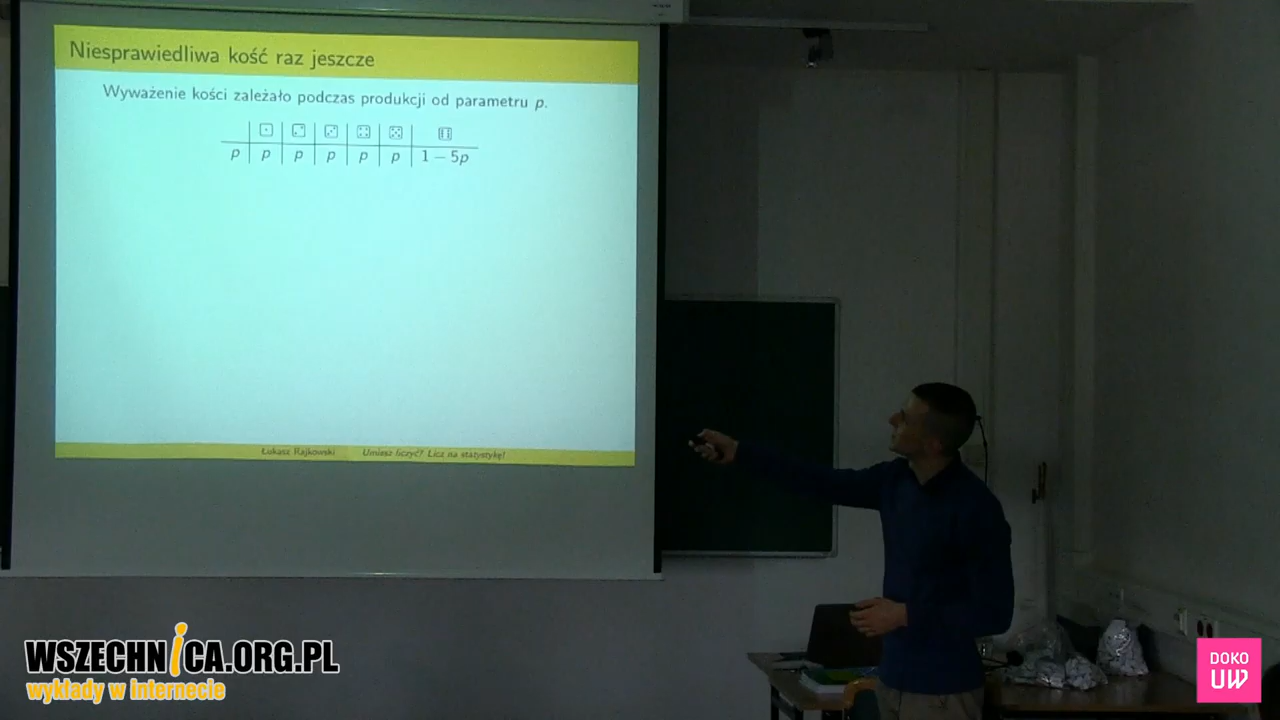 Niesprawiedliwa kość raz jeszcze
Wyważenie kości zależało podczas produkcji od parametru p.
p p p p p p 1 − 5p
Łukasz Rajkowski Umiesz liczyć? Licz na statystykę!
WSZECHNICA.ORG.PL
wykłady w internecie
DOKO
UW